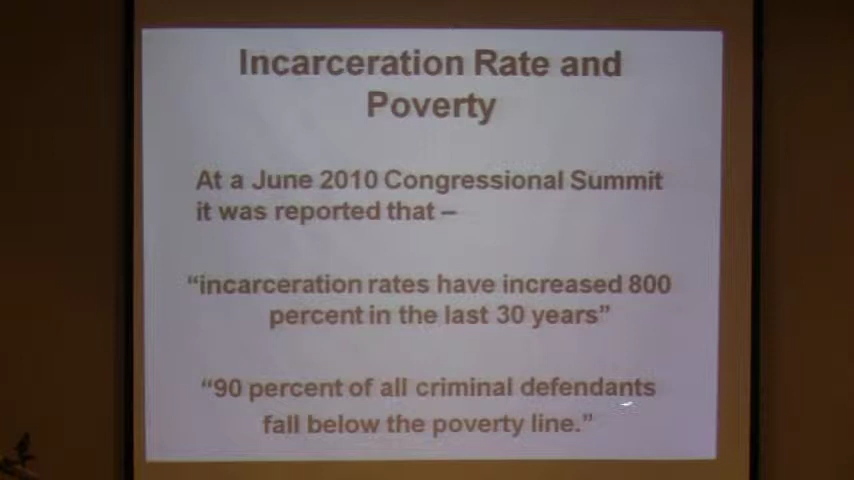 Incarceration Rate and
Poverty
At a June 2010 Congressional Summit
it was reported that –
“incarceration rates have increased 800
percent in the last 30 years”
“90 percent of all criminal defendants
fall below the poverty line.”